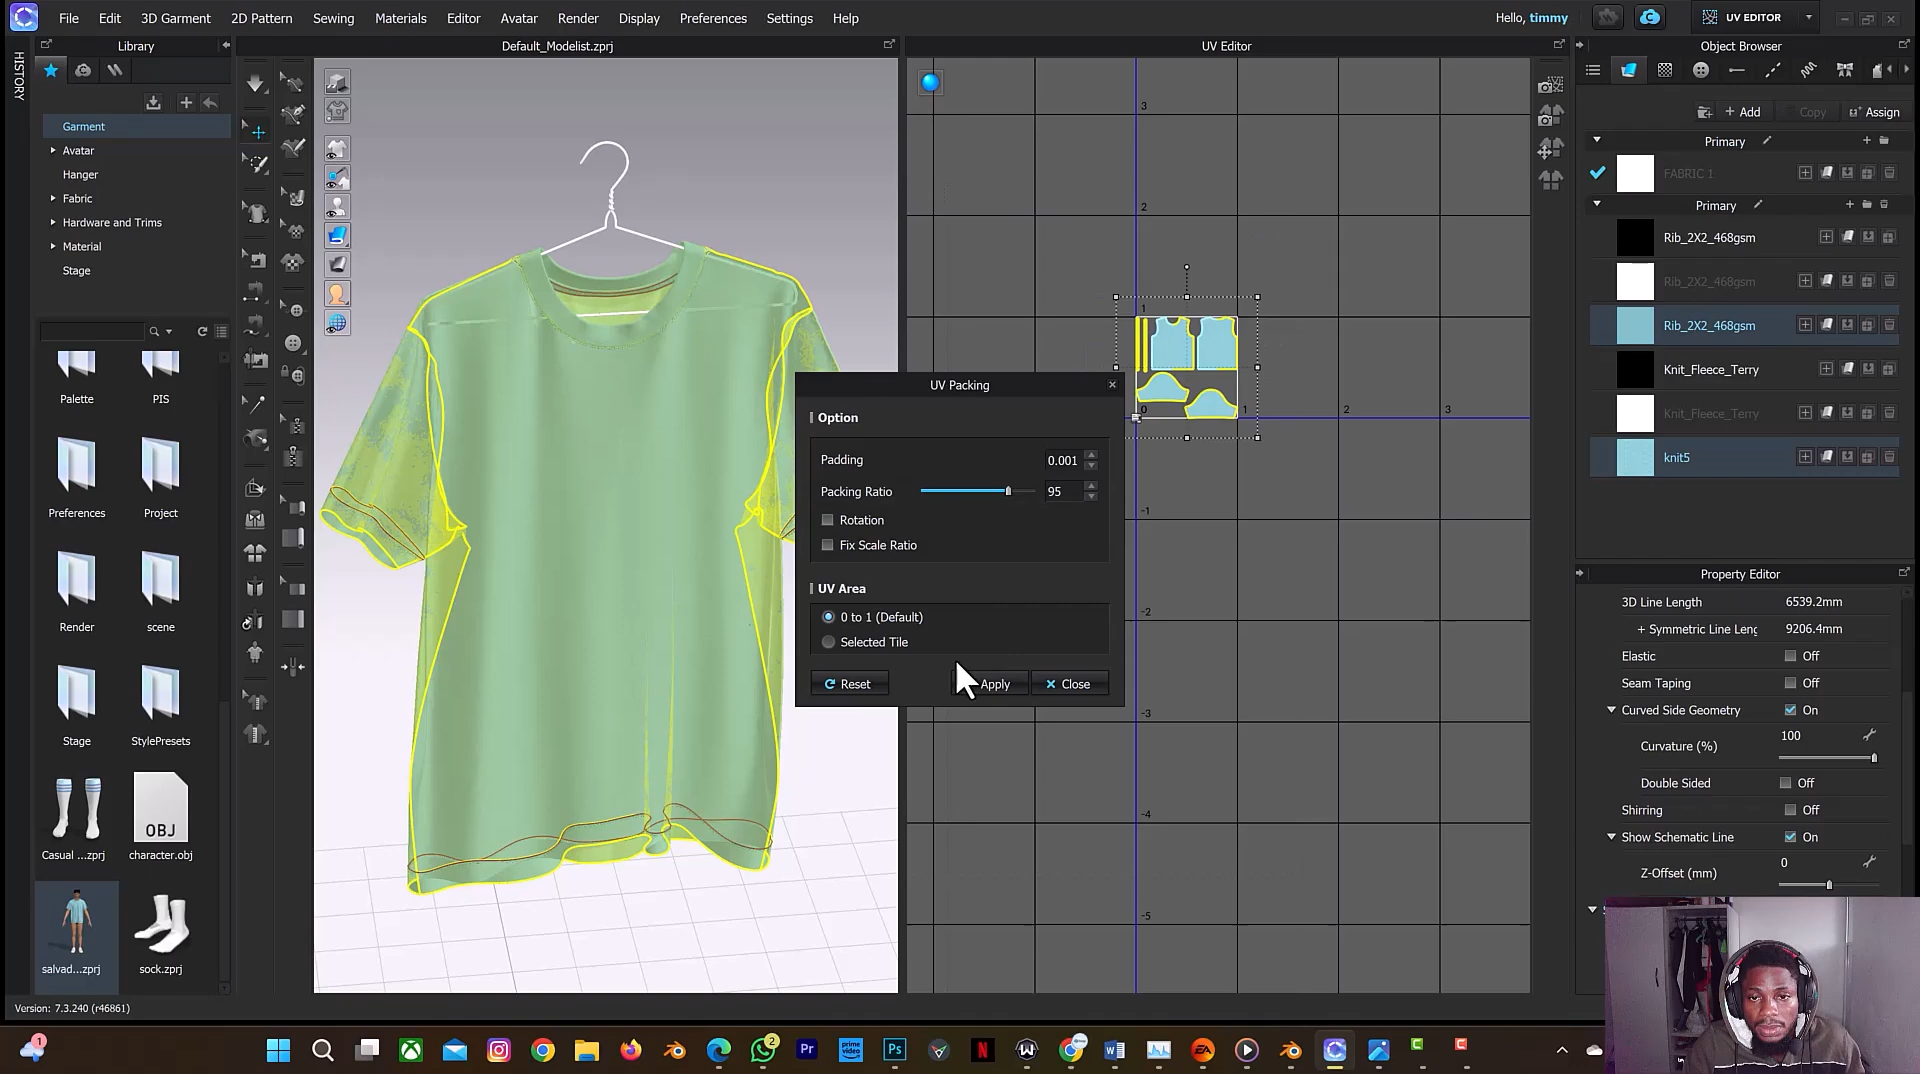 File Edit 3D Garment 2D Pattern Sewing Materials Editor Avatar Render Display Preferences Settings Help
Hello, timmy
UV EDITOR
HISTORY
Library
Default_Modelist.zprj
UV Editor
Object Browser
Garment
Avatar
Hanger
Fabric
Hardware and Trims
Material
Stage
Palette
PIS
Preferences
Project
Render
scene
Stage
StylePresets
OBJ
Casual ...zprj
character.obj
salvad...zprj
sock.zprj
Version: 7.3.240 (r46861)
3
2
1
0
1
2
3
-1
-2
-3
-4
-5
UV Packing
Option
Padding 0.001
Packing Ratio 95
Rotation
Fix Scale Ratio
UV Area
0 to 1 (Default)
Selected Tile
Reset
Apply
Close
+ Add
Copy
Assign
Primary
FABRIC 1
Primary
Rib_2X2_468gsm
Rib_2X2_468gsm
Rib_2X2_468gsm
Knit_Fleece_Terry
Knit_Fleece_Terry
knit5
Property Editor
3D Line Length 6539.2mm
+ Symmetric Line Leng 9206.4mm
Elastic Off
Seam Taping Off
Curved Side Geometry On
Curvature (%) 100
Double Sided Off
Shirring Off
Show Schematic Line On
Z-Offset (mm) 0
1
2
Pr
prime video
Ps
N
W
EA